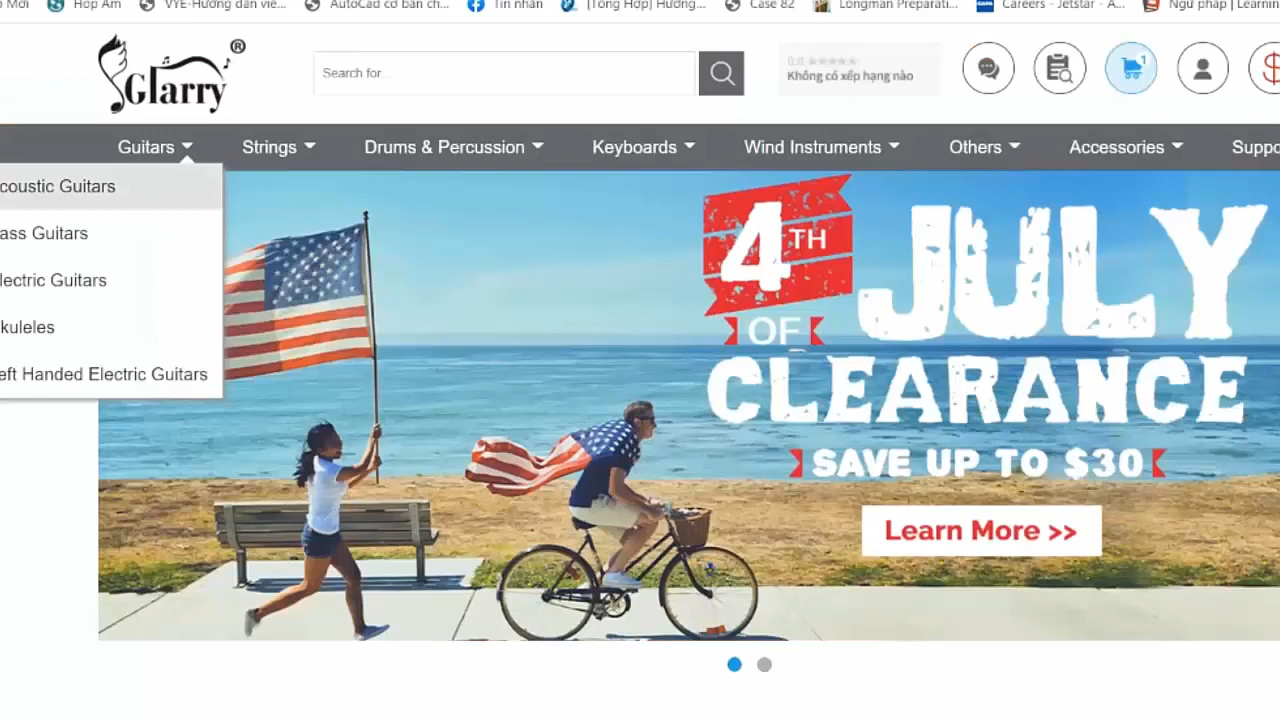 Mới Hợp Âm VYE-Hướng dẫn viê... AutoCad cơ bản ch... Tin nhắn [Tổng Hợp] Hướng... Case 82 Longman Preparati... Careers - Jetstar - A... Ngữ pháp | Learnin
Glarry ®
Search for...
0.0
Không có xếp hạng nào
1
Guitars Strings Drums & Percussion Keyboards Wind Instruments Others Accessories Suppo
coustic Guitars
ass Guitars
lectric Guitars
kuleles
eft Handed Electric Guitars
4TH JULY
OF
CLEARANCE
SAVE UP TO $30
Learn More >>